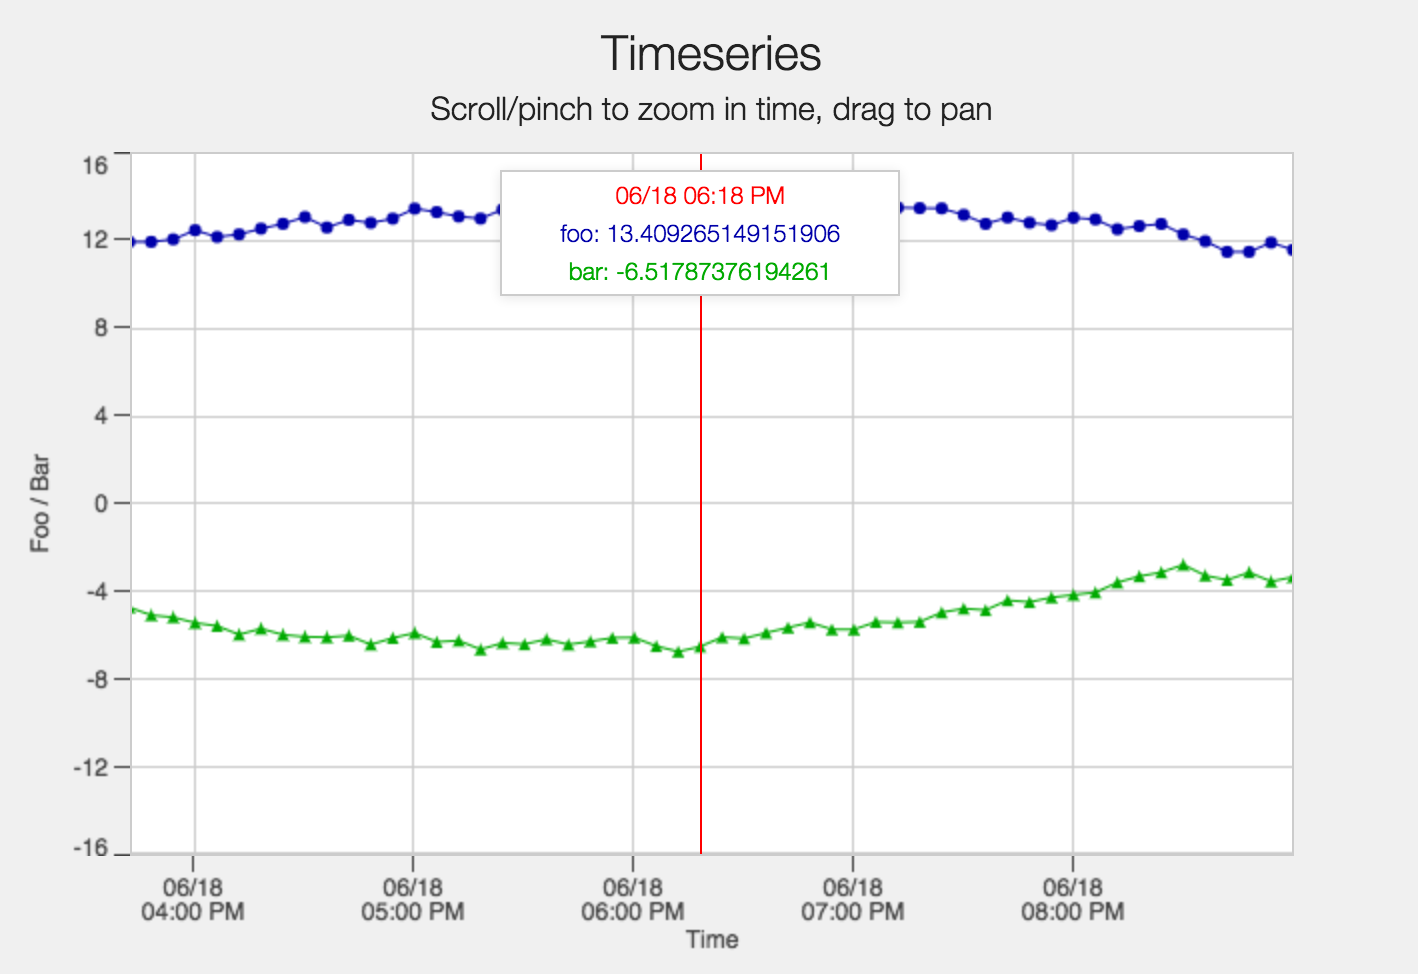 Timeseries
Scroll/pinch to zoom in time, drag to pan
06/18 06:18 PM
foo: 13.409265149151906
bar: -6.51787376194261
16
12
8
4
0
-4
-8
-12
-16
Foo / Bar
06/18 06/18 06/18 06/18 06/18
04:00 PM 05:00 PM 06:00 PM 07:00 PM 08:00 PM
Time